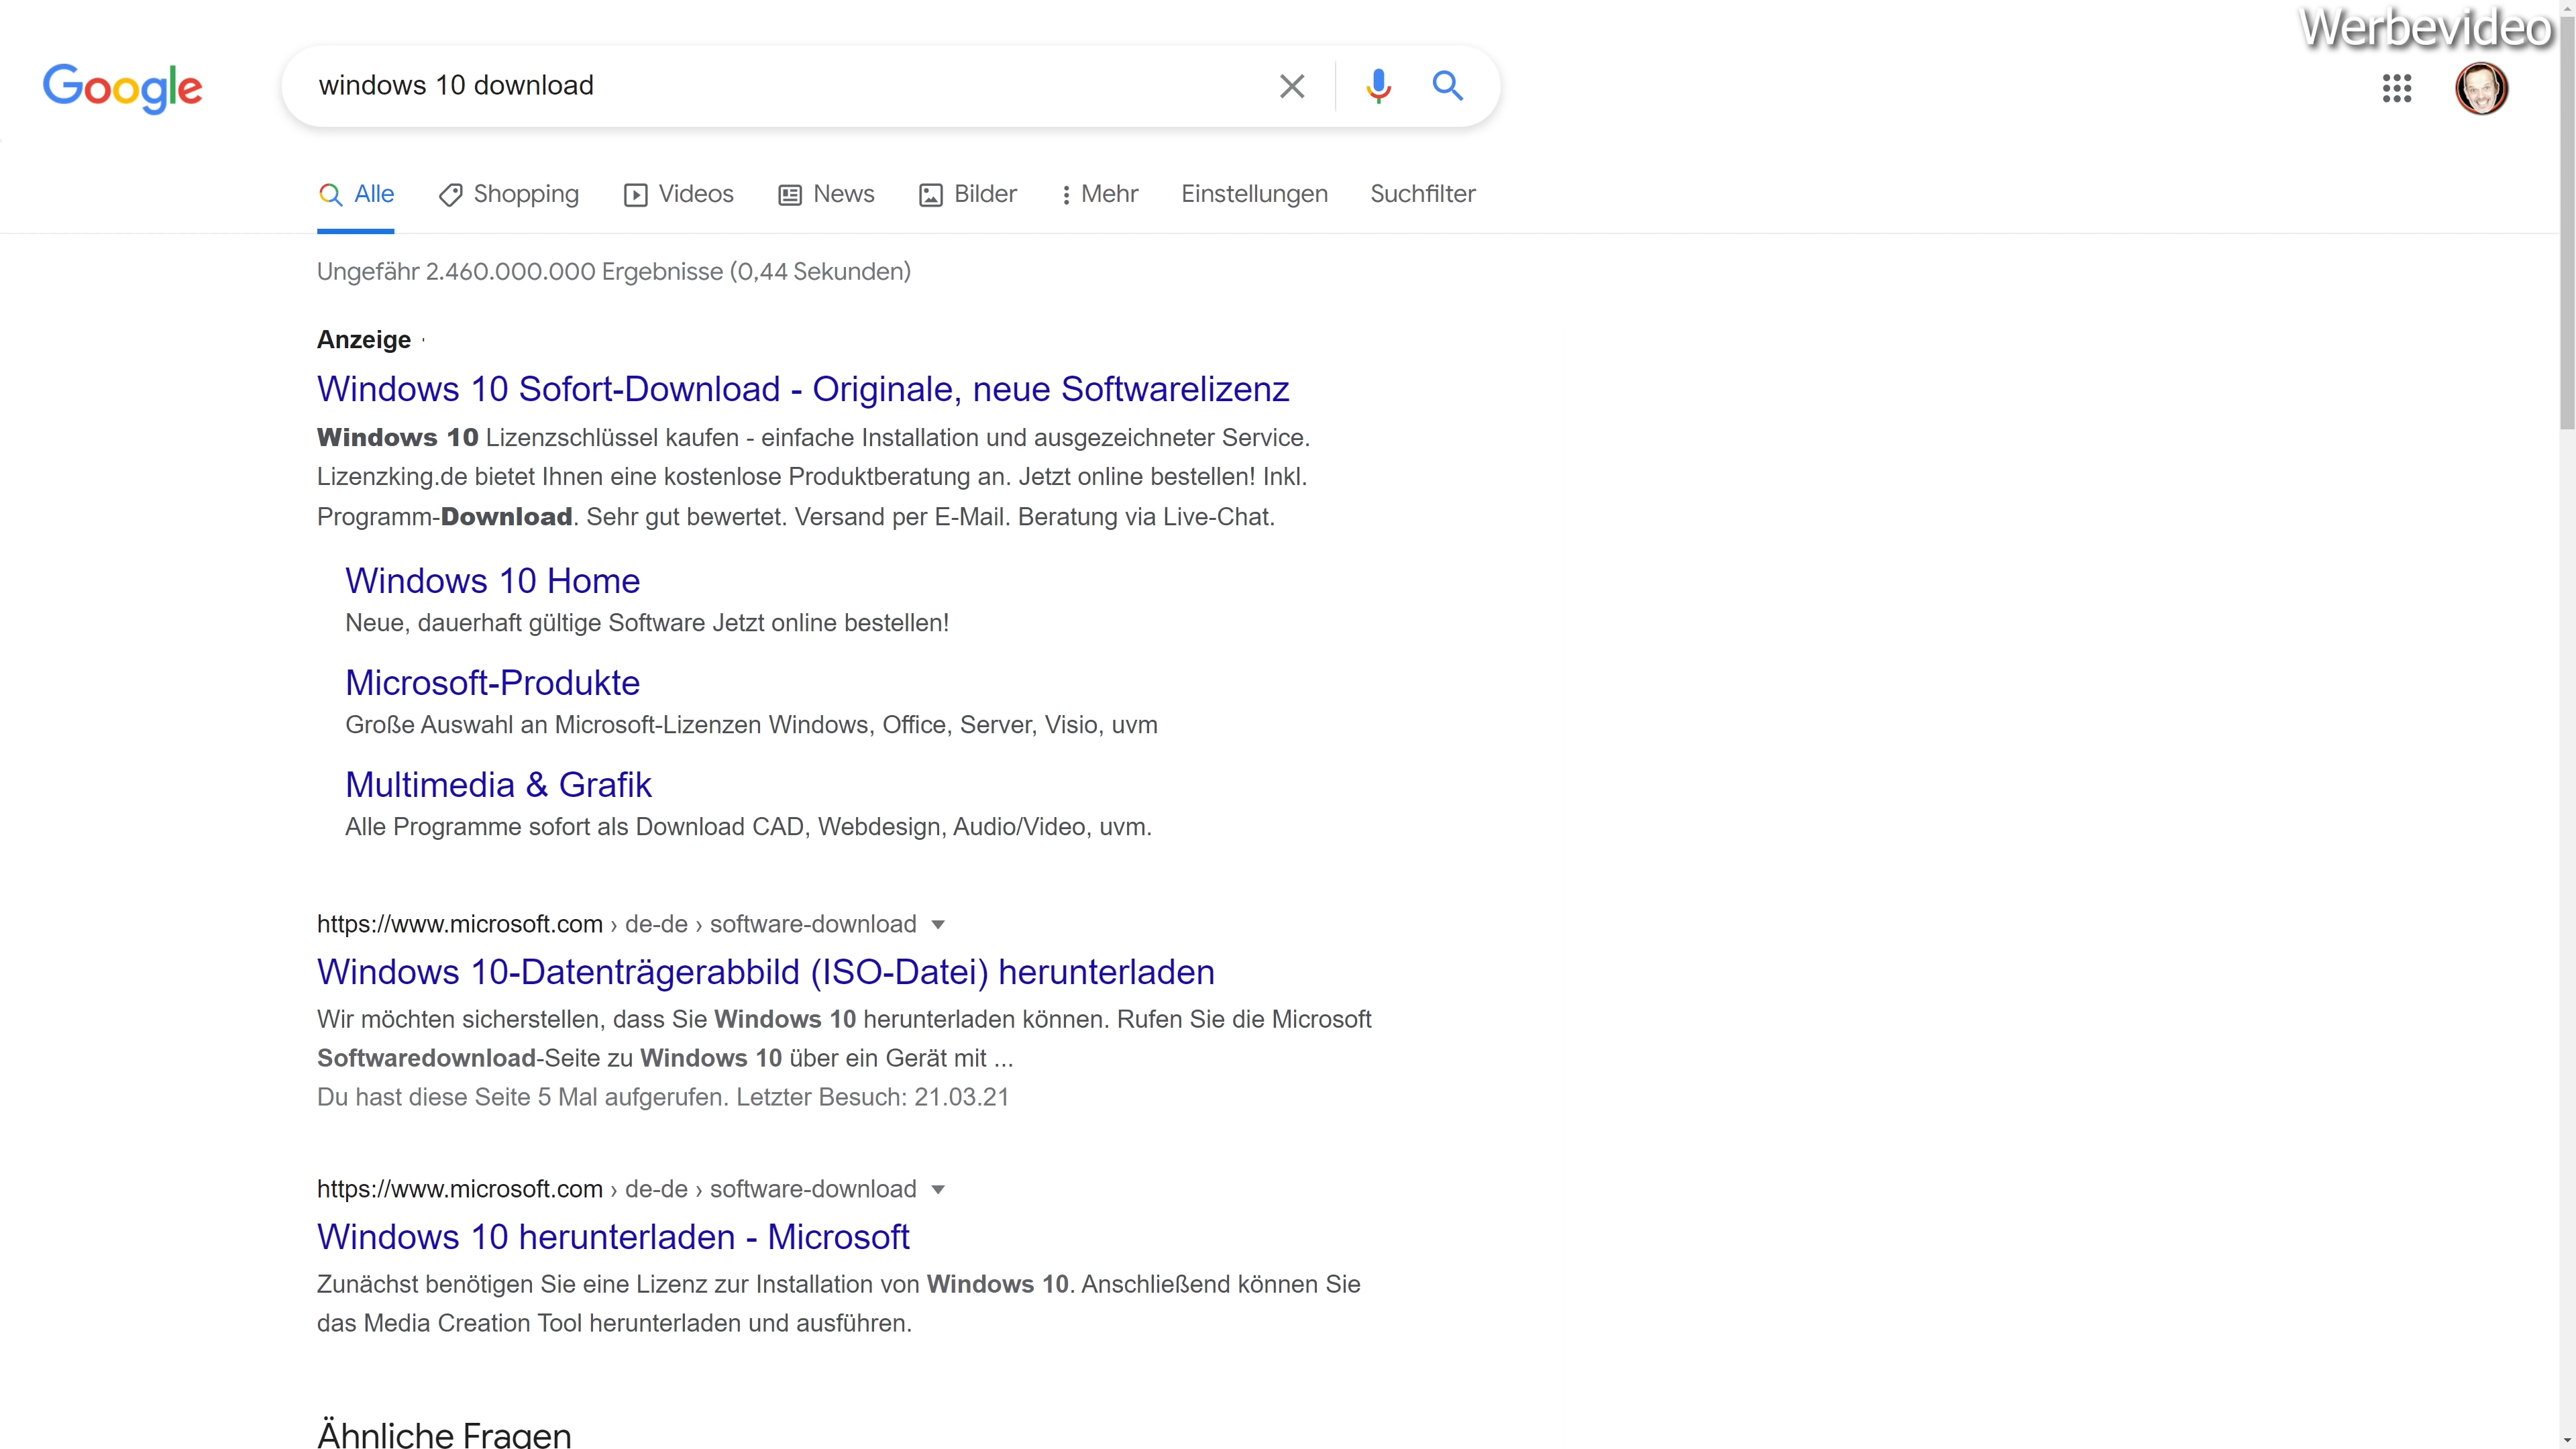 Werbevideo
Google
windows 10 download
Alle Shopping Videos News Bilder Mehr Einstellungen Suchfilter
Ungefähr 2.460.000.000 Ergebnisse (0,44 Sekunden)
Anzeige ·
Windows 10 Sofort-Download - Originale, neue Softwarelizenz
Windows 10 Lizenzschlüssel kaufen - einfache Installation und ausgezeichneter Service.
Lizenzking.de bietet Ihnen eine kostenlose Produktberatung an. Jetzt online bestellen! Inkl.
Programm-Download. Sehr gut bewertet. Versand per E-Mail. Beratung via Live-Chat.
Windows 10 Home
Neue, dauerhaft gültige Software Jetzt online bestellen!
Microsoft-Produkte
Große Auswahl an Microsoft-Lizenzen Windows, Office, Server, Visio, uvm
Multimedia & Grafik
Alle Programme sofort als Download CAD, Webdesign, Audio/Video, uvm.
https://www.microsoft.com › de-de › software-download
Windows 10-Datenträgerabbild (ISO-Datei) herunterladen
Wir möchten sicherstellen, dass Sie Windows 10 herunterladen können. Rufen Sie die Microsoft
Softwaredownload-Seite zu Windows 10 über ein Gerät mit ...
Du hast diese Seite 5 Mal aufgerufen. Letzter Besuch: 21.03.21
https://www.microsoft.com › de-de › software-download
Windows 10 herunterladen - Microsoft
Zunächst benötigen Sie eine Lizenz zur Installation von Windows 10. Anschließend können Sie
das Media Creation Tool herunterladen und ausführen.
Ähnliche Fragen